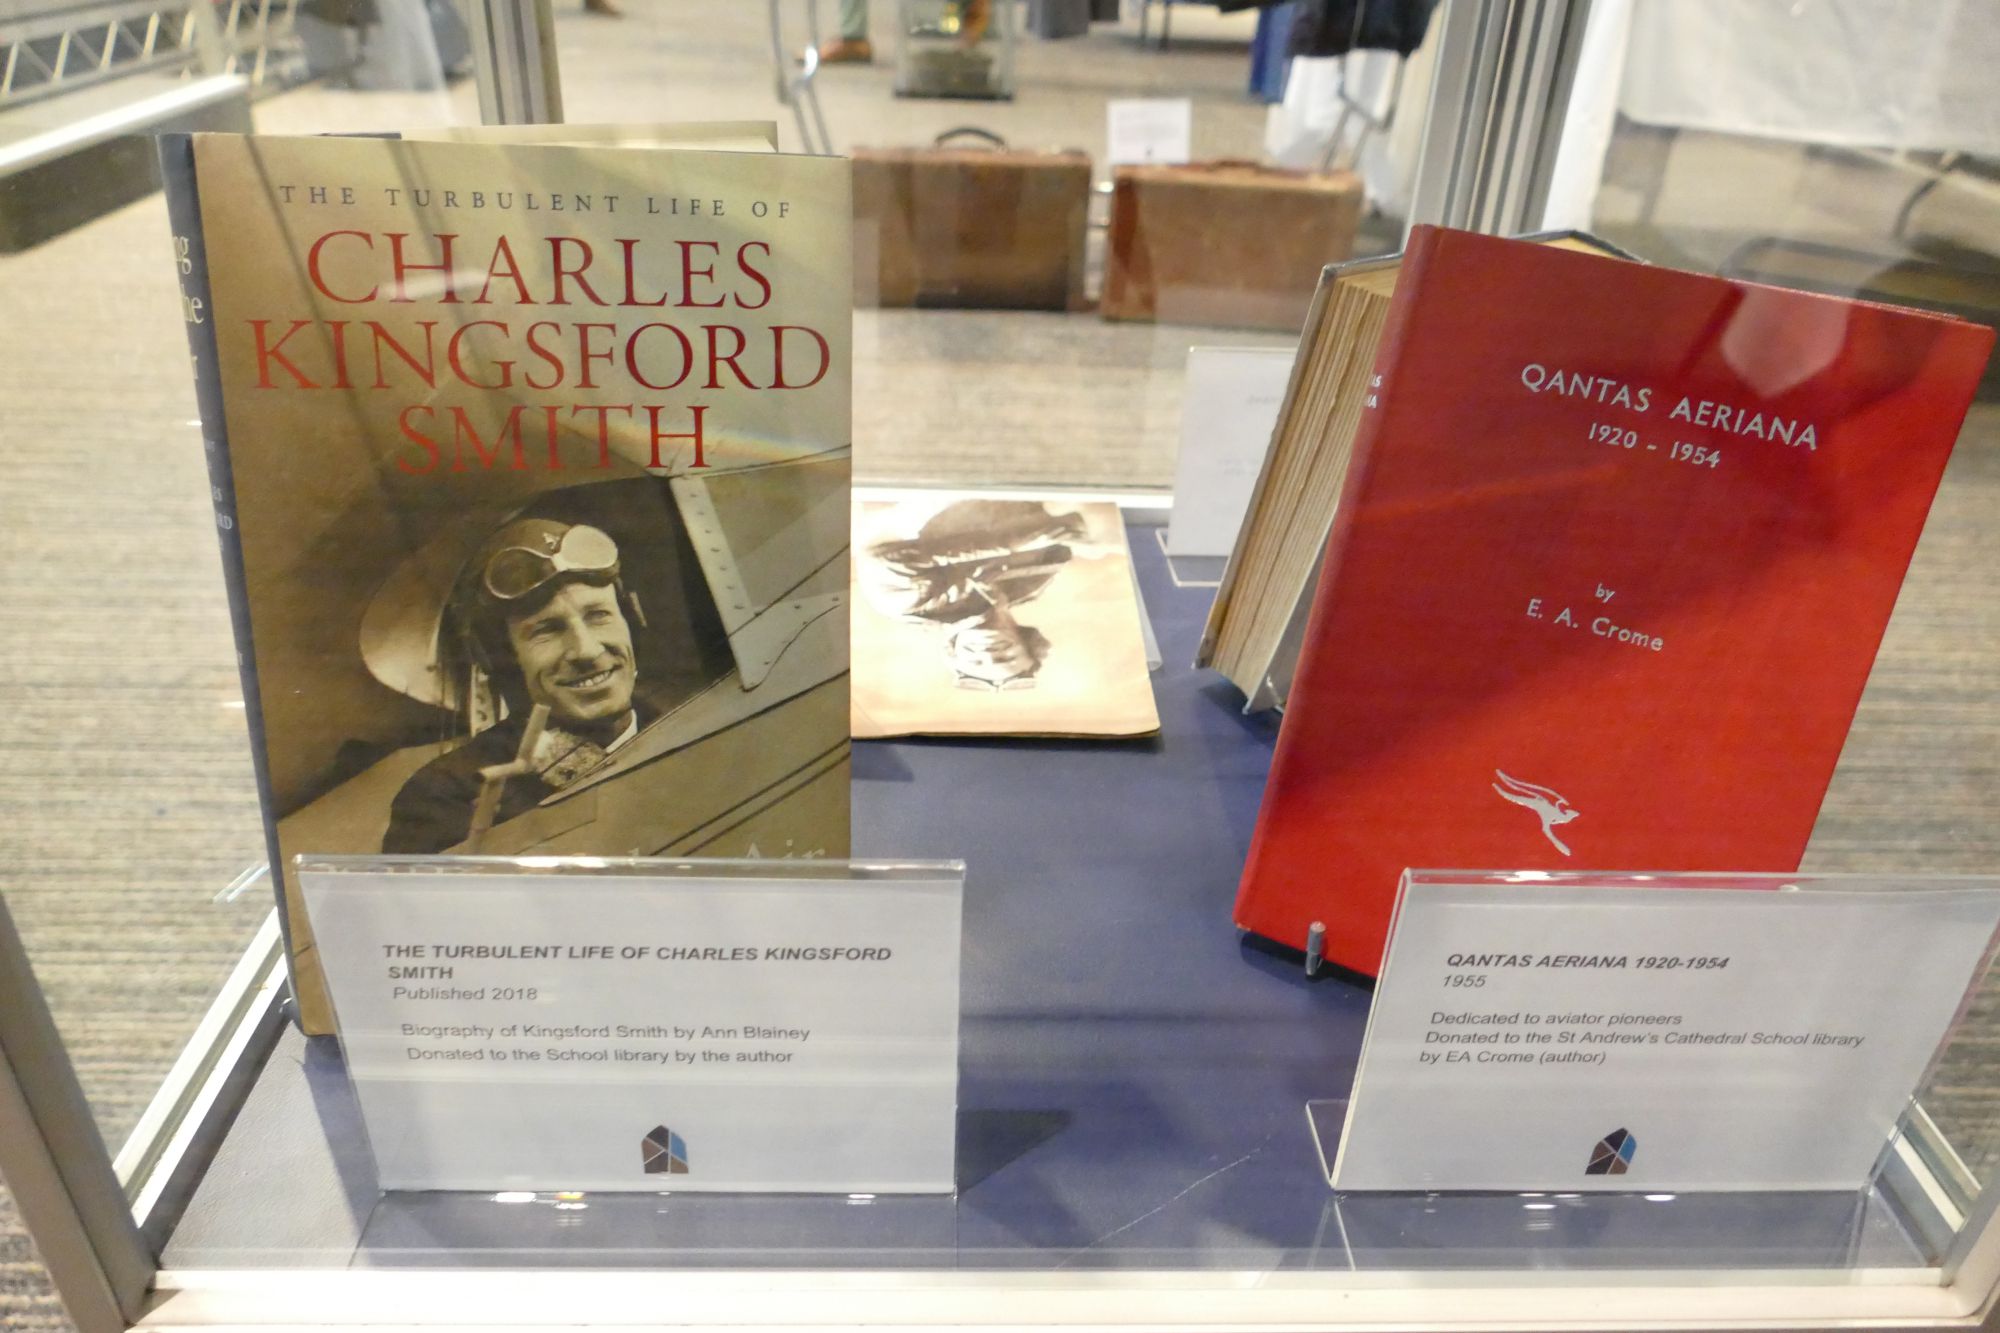 THE TURBULENT LIFE OF
CHARLES
KINGSFORD
SMITH
QANTAS AERIANA
1920 - 1954
by
E. A. Crome
THE TURBULENT LIFE OF CHARLES KINGSFORD
SMITH
Published 2018
Biography of Kingsford Smith by Ann Blainey
Donated to the School library by the author
QANTAS AERIANA 1920-1954
1955
Dedicated to aviator pioneers
Donated to the St Andrew's Cathedral School library
by EA Crome (author)